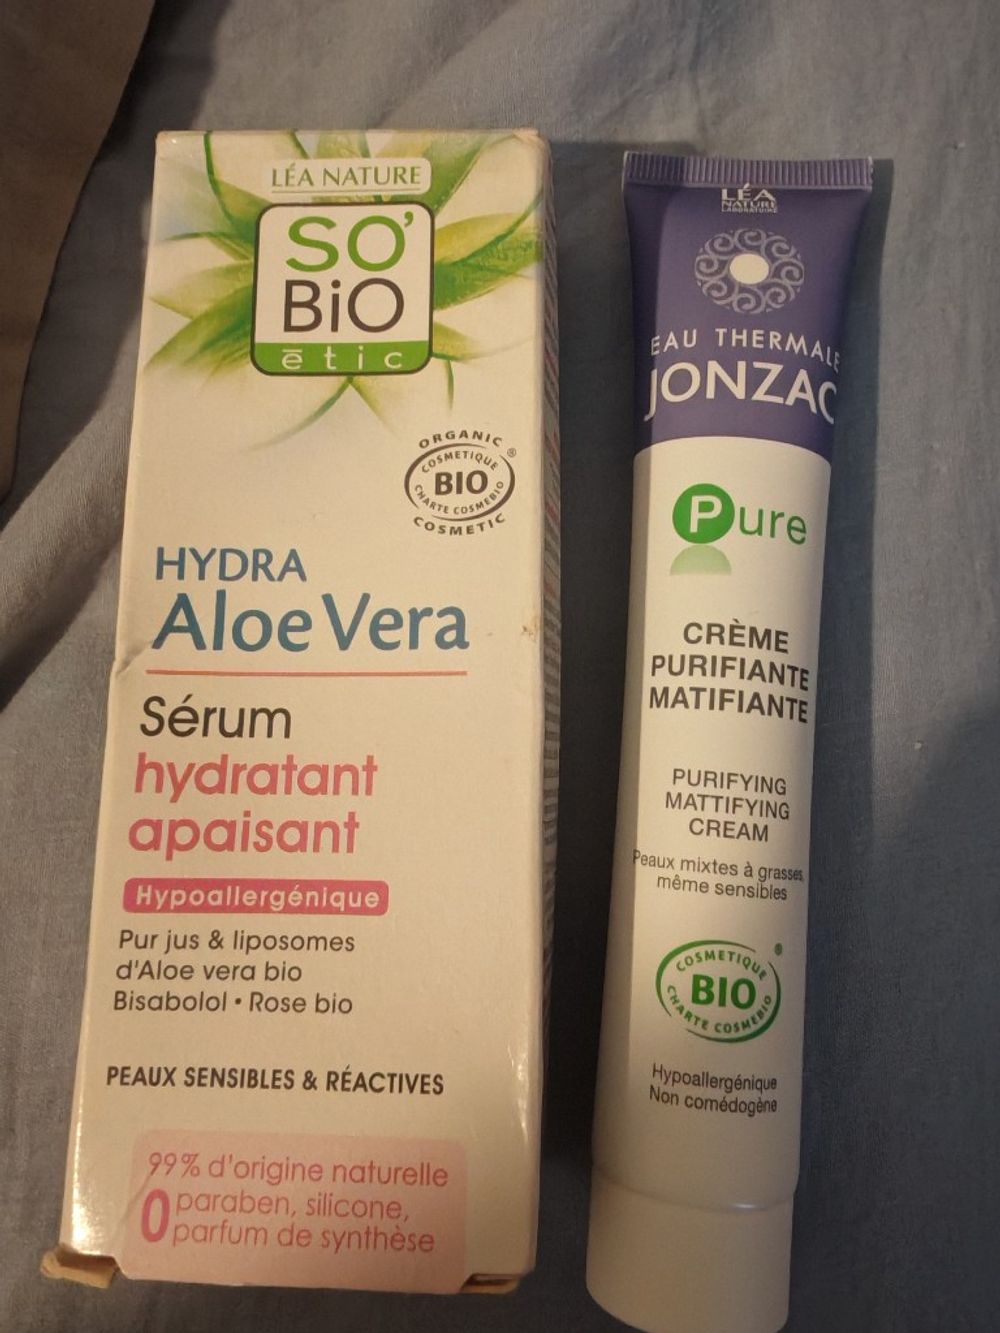 LÉA NATURE
SO'
BiO
ētic
ORGANIC
COSMETIQUE
BIO
CHARTE COSMEBIO
®
COSMETIC
HYDRA
Aloe Vera
Sérum
hydratant
apaisant
Hypoallergénique
Pur jus & liposomes
d'Aloe vera bio
Bisabolol • Rose bio
PEAUX SENSIBLES & RÉACTIVES
99% d'origine naturelle
0 paraben, silicone,
parfum de synthèse
LÉA
NATURE
LABORATOIRE
EAU THERMALE
JONZAC
Pure
CRÈME
PURIFIANTE
MATIFIANTE
PURIFYING
MATTIFYING
CREAM
Peaux mixtes à grasses,
même sensibles
COSMETIQUE
®
BIO
CHARTE COSMEBIO
Hypoallergénique
Non comédogène